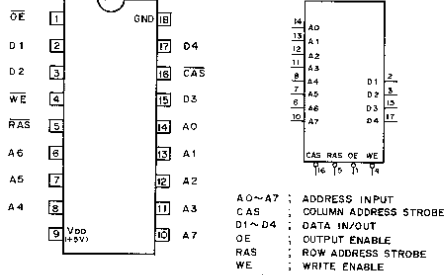 OE 1 GND 18
D1 2 17 D4
D2 3 16 CAS
WE 4 15 D3
RAS 5 14 A0
A6 6 13 A1
A5 7 12 A2
A4 8 11 A3
9 VDD (+5V) 10 A7
14 A0
13 A1
12 A2
11 A3
8 A4 D1 2
7 A5 D2 3
6 A6 D3 15
10 A7 D4 17
CAS RAS OE WE
16 5 1 4
A0~A7 ; ADDRESS INPUT
CAS ; COLUMN ADDRESS STROBE
D1~D4 ; DATA IN/OUT
OE ; OUTPUT ENABLE
RAS ; ROW ADDRESS STROBE
WE ; WRITE ENABLE